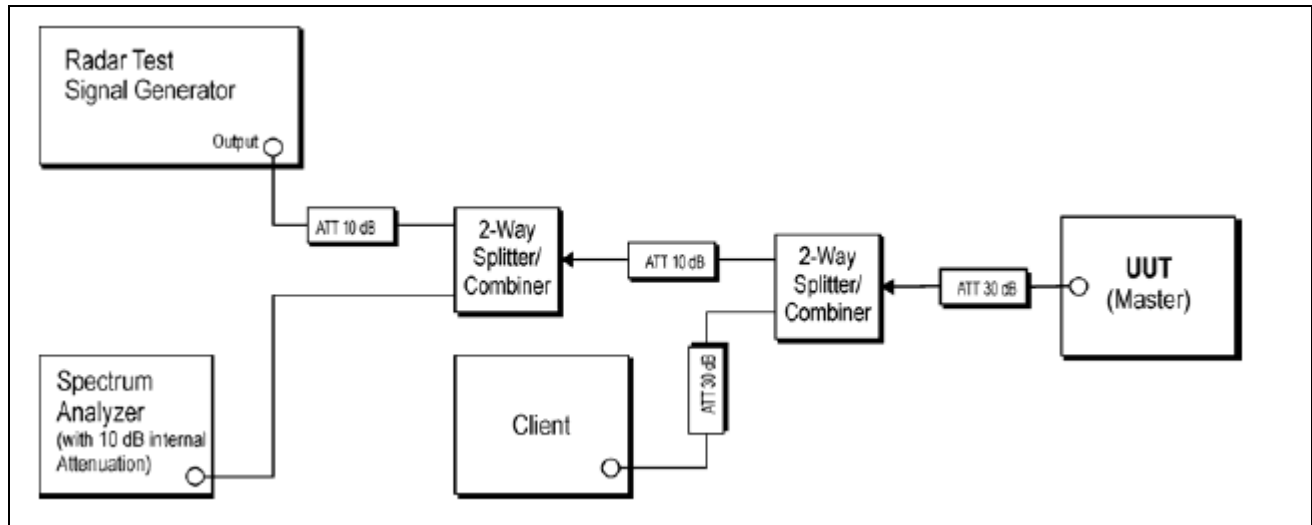 Radar Test
Signal Generator
Output
ATT 10 dB
2-Way
Splitter/
Combiner
ATT 10 dB
2-Way
Splitter/
Combiner
ATT 30 dB
UUT
(Master)
Spectrum
Analyzer
(with 10 dB internal
Attenuation)
Client
ATT 30 dB